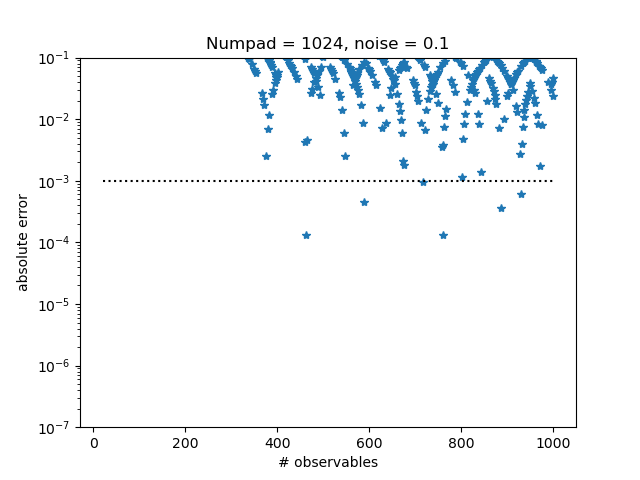 Numpad = 1024, noise = 0.1
10⁻¹
10⁻²
10⁻³
10⁻⁴
10⁻⁵
10⁻⁶
10⁻⁷
absolute error
0 200 400 600 800 1000
# observables